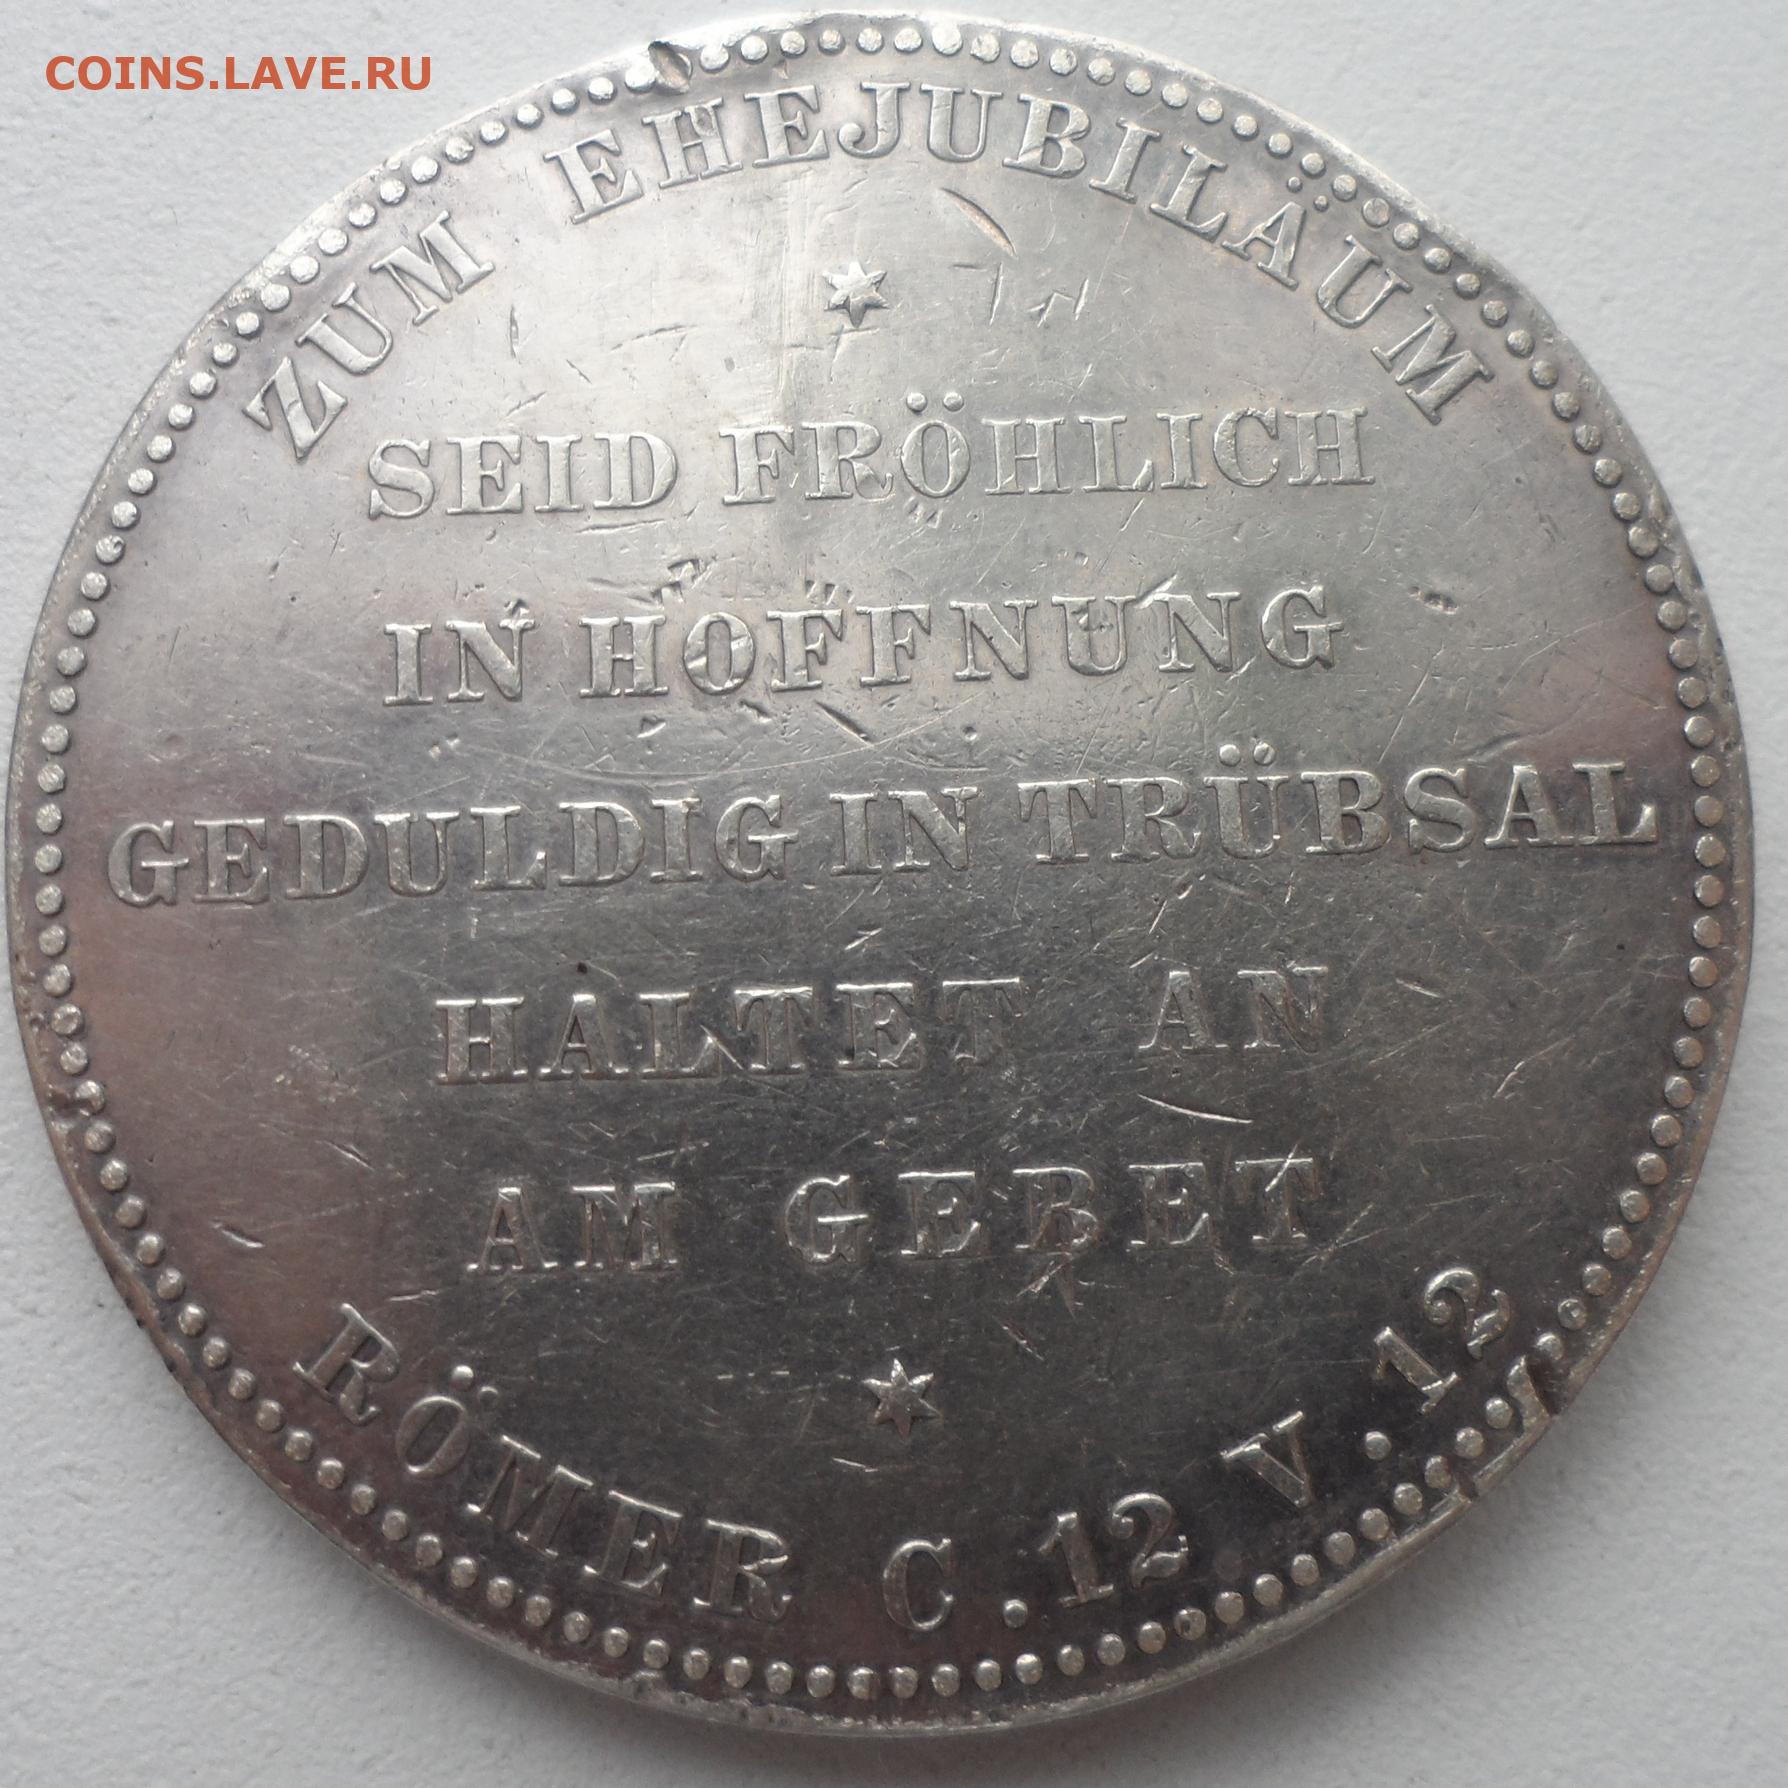 COINS.LAVE.RU
ZUM EHEJUBILÄUM
SEID FRÖHLICH
IN HOFFNUNG
GEDULDIG IN TRÜBSAL
HALTET AN
AM GEBET
RÖMER C. 12 V. 12